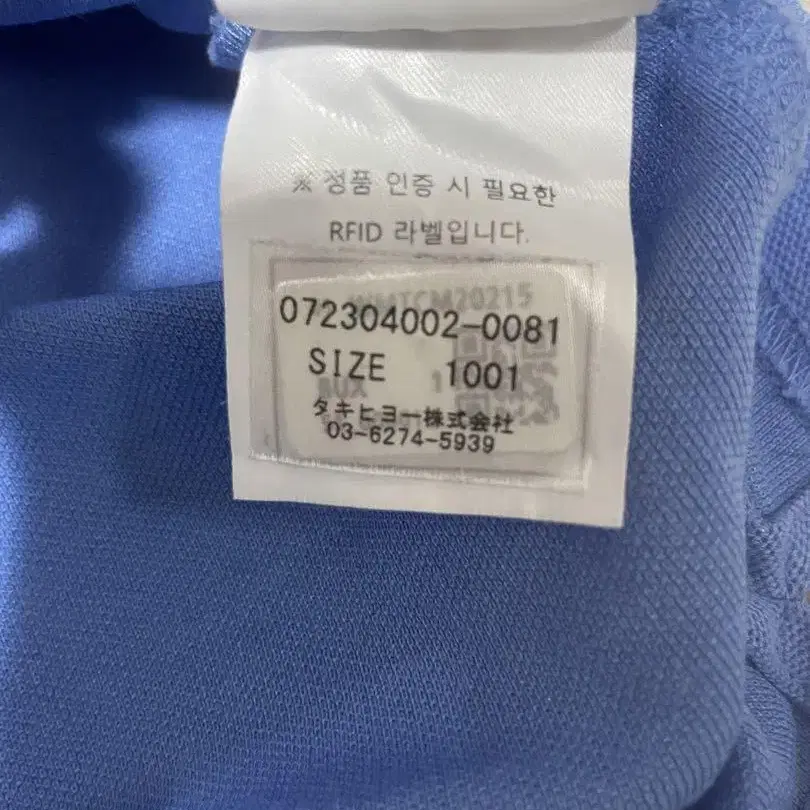 ※ 정품 인증 시 필요한
RFID 라벨입니다.
072304002-0081
SIZE 1001
タキヒヨー株式会社
03-6274-5939